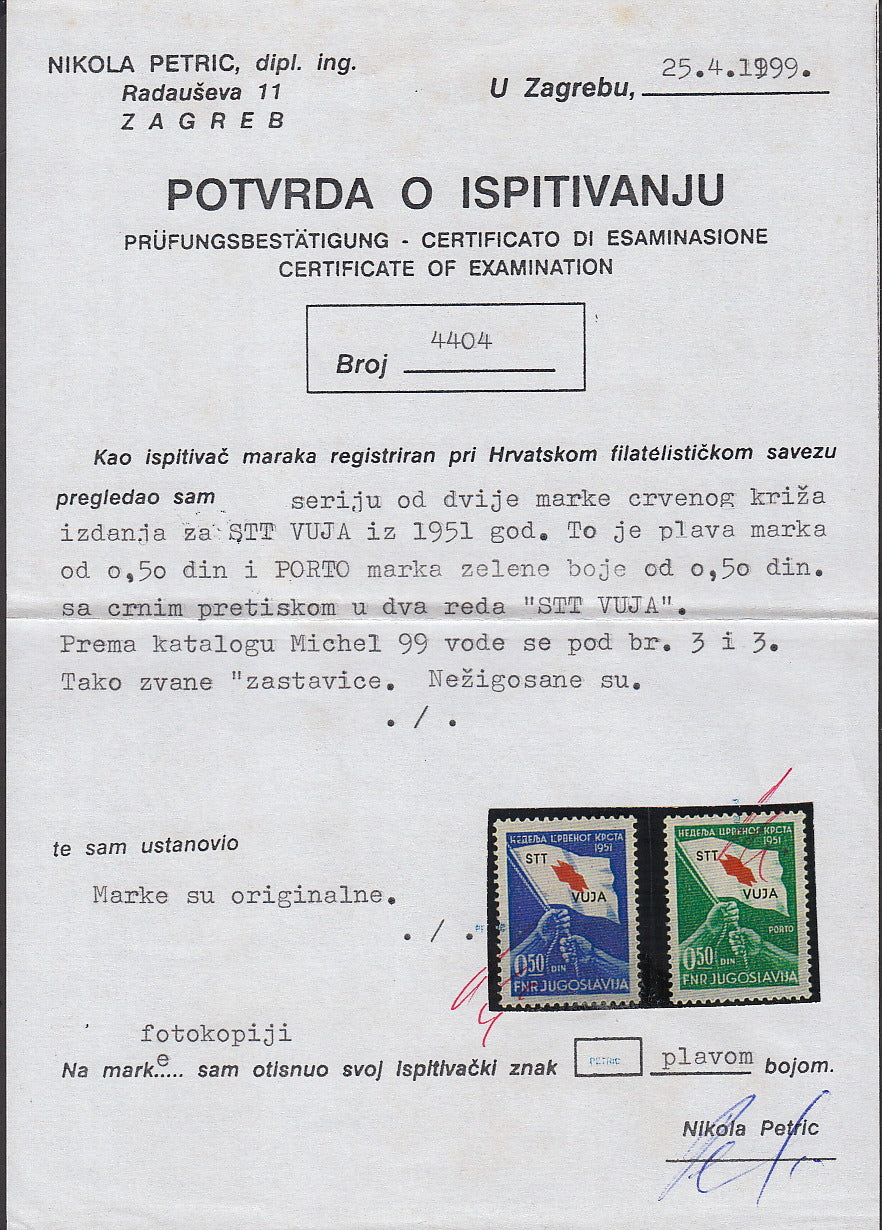 NIKOLA PETRIC, dipl. ing.
Radauševa 11
ZAGREB
U Zagrebu, 25.4.1999.
POTVRDA O ISPITIVANJU
PRÜFUNGSBESTÄTIGUNG - CERTIFICATO DI ESAMINASIONE
CERTIFICATE OF EXAMINATION
Broj 4404
Kao ispitivač maraka registriran pri Hrvatskom filatelističkom savezu
pregledao sam seriju od dvije marke crvenog križa
izdanja za STT VUJA iz 1951 god. To je plava marka
od 0,50 din i PORTO marka zelene boje od 0,50 din.
sa crnim pretiskom u dva reda "STT VUJA".
Prema katalogu Michel 99 vode se pod br. 3 i 3.
Tako zvane "zastavice. Nežigosane su.
. / .
te sam ustanovio
Marke su originalne.
. / .
НЕДЕЉА ЦРВЕНОГ КРСТА
1951
STT
VUJA
0,50 DIN
FNR JUGOSLAVIJA
НЕДЕЉА ЦРВЕНОГ КРСТА
1951
STT
VUJA
PORTO
0,50 DIN
FNR JUGOSLAVIJA
fotokopiji
Na mark.e... sam otisnuo svoj ispitivački znak PETRIC plavom bojom.
Nikola Petric